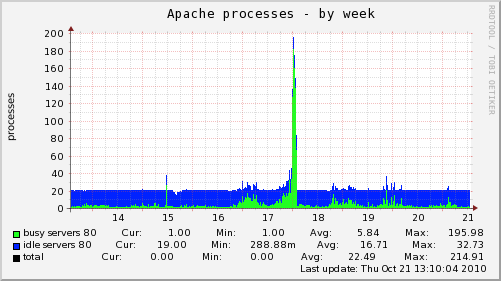 Apache processes - by week
RRDTOOL / TOBI OETIKER
processes
200
180
160
140
120
100
80
60
40
20
0
14 15 16 17 18 19 20 21
busy servers 80 Cur: 1.00 Min: 1.00 Avg: 5.84 Max: 195.98
idle servers 80 Cur: 19.00 Min: 288.88m Avg: 16.71 Max: 32.73
total Cur: 0.00 Min: 0.00 Avg: 22.49 Max: 214.91
Last update: Thu Oct 21 13:10:04 2010